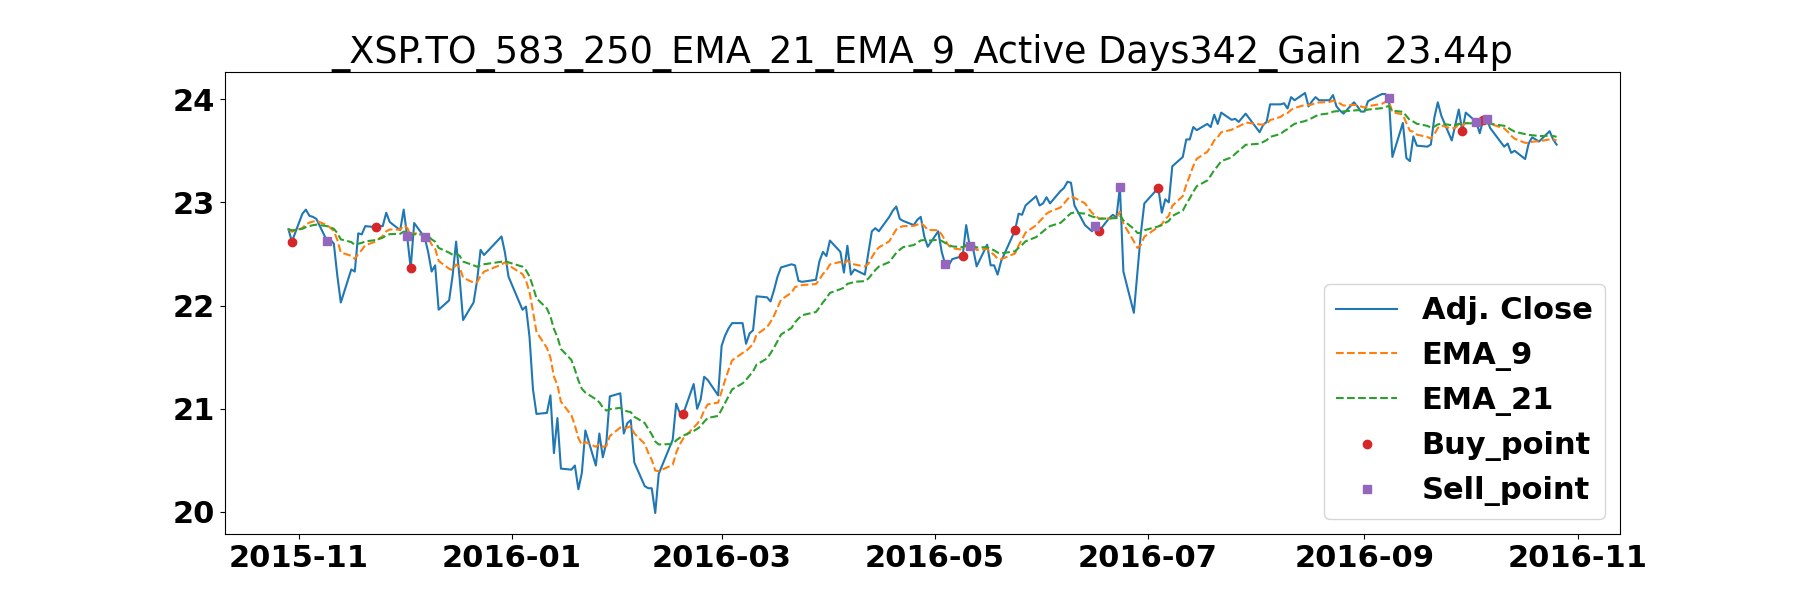 _XSP.TO_583_250_EMA_21_EMA_9_Active Days342_Gain  23.44p
24
23
22
21
20
2015-11
2016-01
2016-03
2016-05
2016-07
2016-09
2016-11
Adj. Close
EMA_9
EMA_21
Buy_point
Sell_point